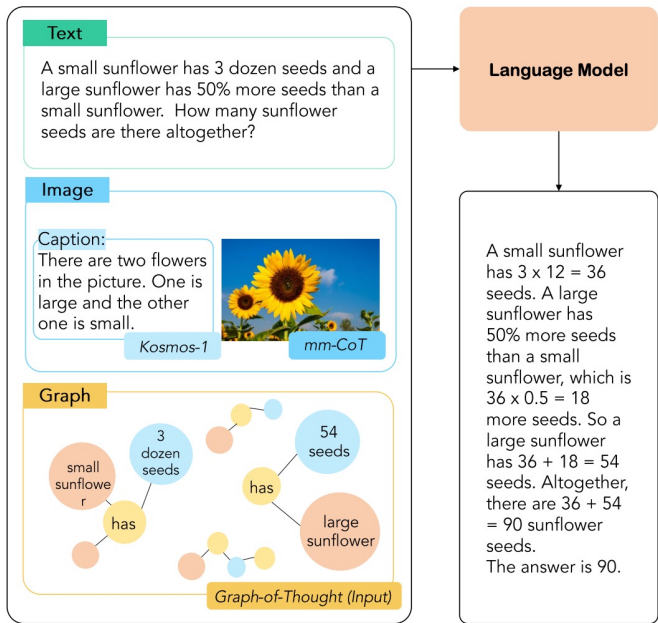 Text
A small sunflower has 3 dozen seeds and a
large sunflower has 50% more seeds than a
small sunflower. How many sunflower
seeds are there altogether?
Image
Caption:
There are two flowers
in the picture. One is
large and the other
one is small.
Kosmos-1
mm-CoT
Graph
small
sunflowe
r
has
3
dozen
seeds
54
seeds
has
large
sunflower
Graph-of-Thought (Input)
Language Model
A small sunflower
has 3 x 12 = 36
seeds. A large
sunflower has
50% more seeds
than a small
sunflower, which is
36 x 0.5 = 18
more seeds. So a
large sunflower
has 36 + 18 = 54
seeds. Altogether,
there are 36 + 54
= 90 sunflower
seeds.
The answer is 90.